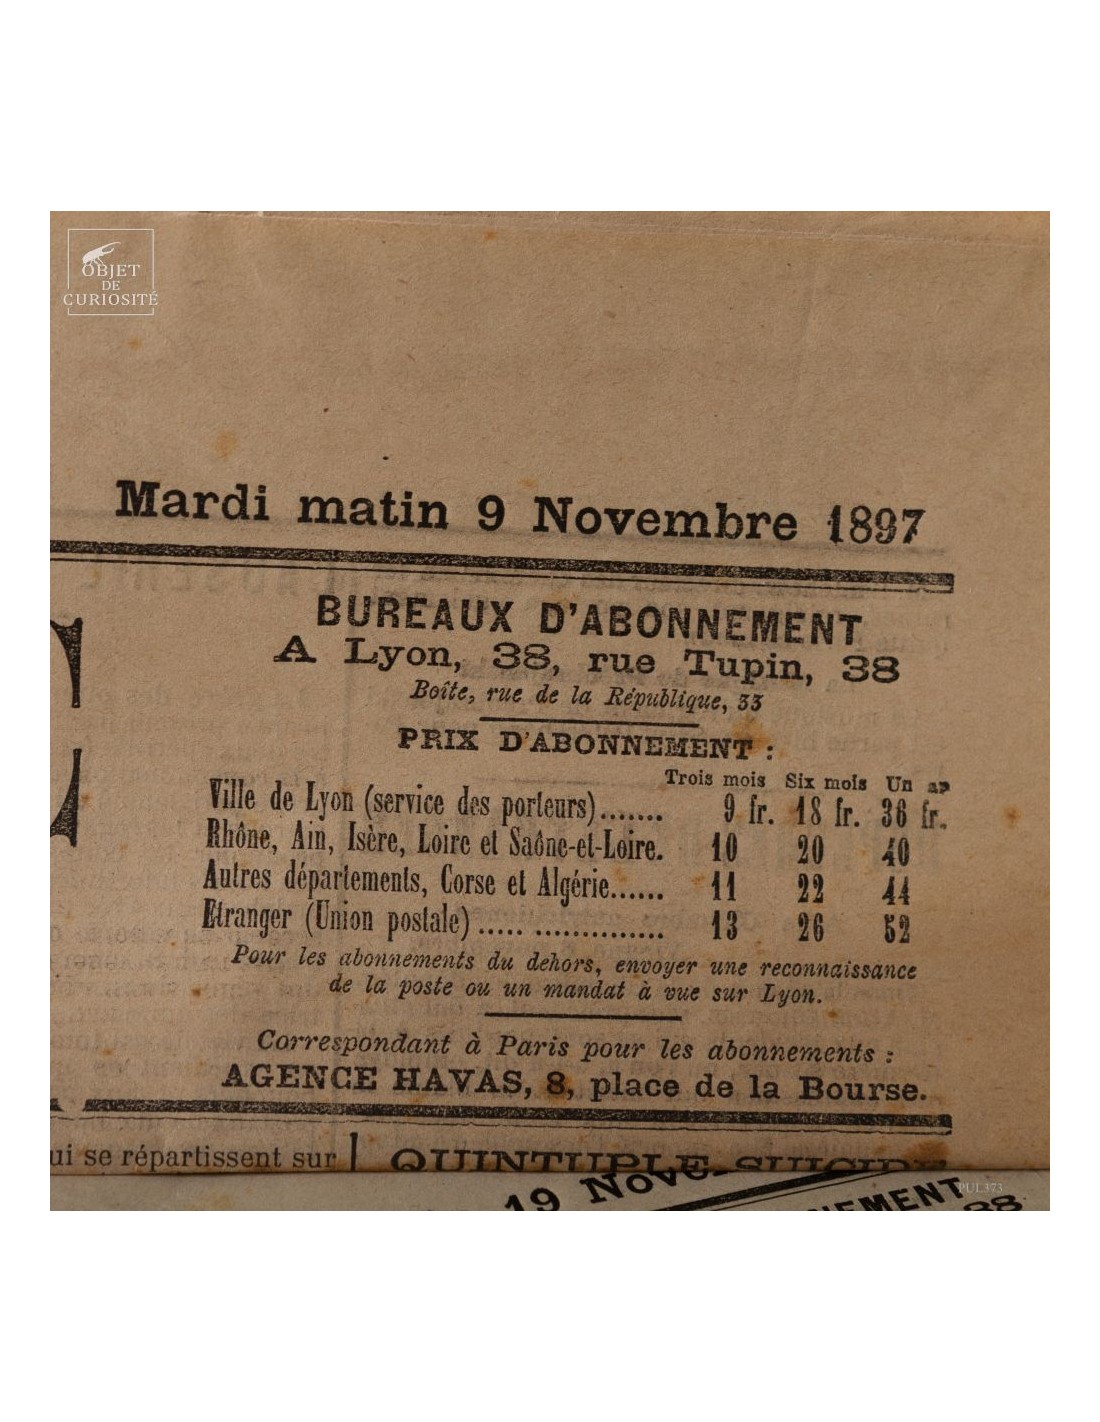 OBJET
DE
CURIOSITÉ
Mardi matin 9 Novembre 1897
BUREAUX D'ABONNEMENT
A Lyon, 38, rue Tupin, 38
Boîte, rue de la République, 33
PRIX D'ABONNEMENT :
Trois mois Six mois Un an
Ville de Lyon (service des porteurs)....... 9 fr. 18 fr. 36 fr.
Rhône, Ain, Isère, Loire et Saône-et-Loire. 10 20 40
Autres départements, Corse et Algérie...... 11 22 44
Etranger (Union postale) ..... .............. 13 26 52
Pour les abonnements du dehors, envoyer une reconnaissance
de la poste ou un mandat à vue sur Lyon.
Correspondant à Paris pour les abonnements :
AGENCE HAVAS, 8, place de la Bourse.
ui se répartissent sur
QUINTUPLE SUICIDE
19 Nove
NNEMENT
38
PUL373